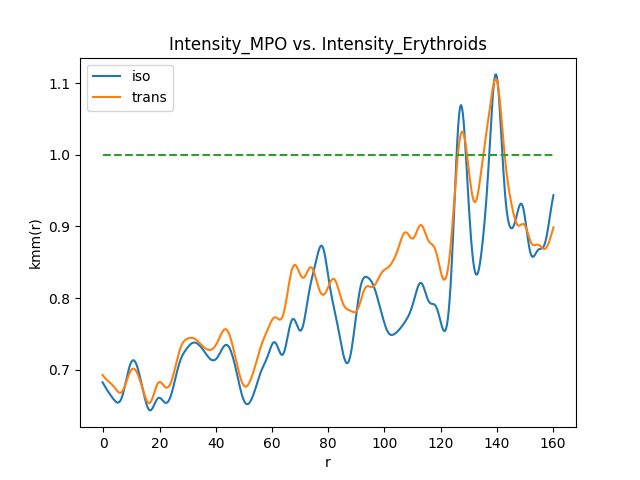 Intensity_MPO vs. Intensity_Erythroids
iso
trans
kmm(r)
1.1
1.0
0.9
0.8
0.7
0 20 40 60 80 100 120 140 160
r